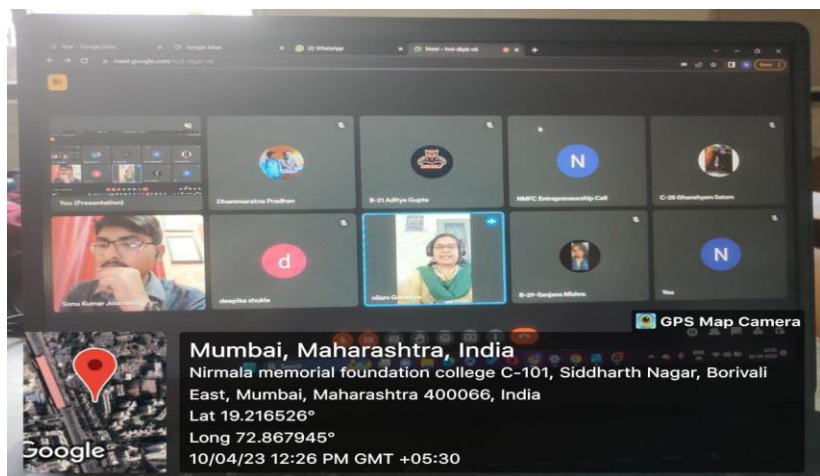 Google Meet
(2) WhatsApp
You (Presentation)
Dhammaratna Pradhan
B-21 Aditya Gupta
NMFC Entrepreneurship Cell
N
C-25 Ghanshyam Satam
Sonu Kumar
d
deepika shukla
B-29-Sanjana Mishra
N
You
GPS Map Camera
Mumbai, Maharashtra, India
Nirmala memorial foundation college C-101, Siddharth Nagar, Borivali
East, Mumbai, Maharashtra 400066, India
Lat 19.216526°
Long 72.867945°
10/04/23 12:26 PM GMT +05:30
Google